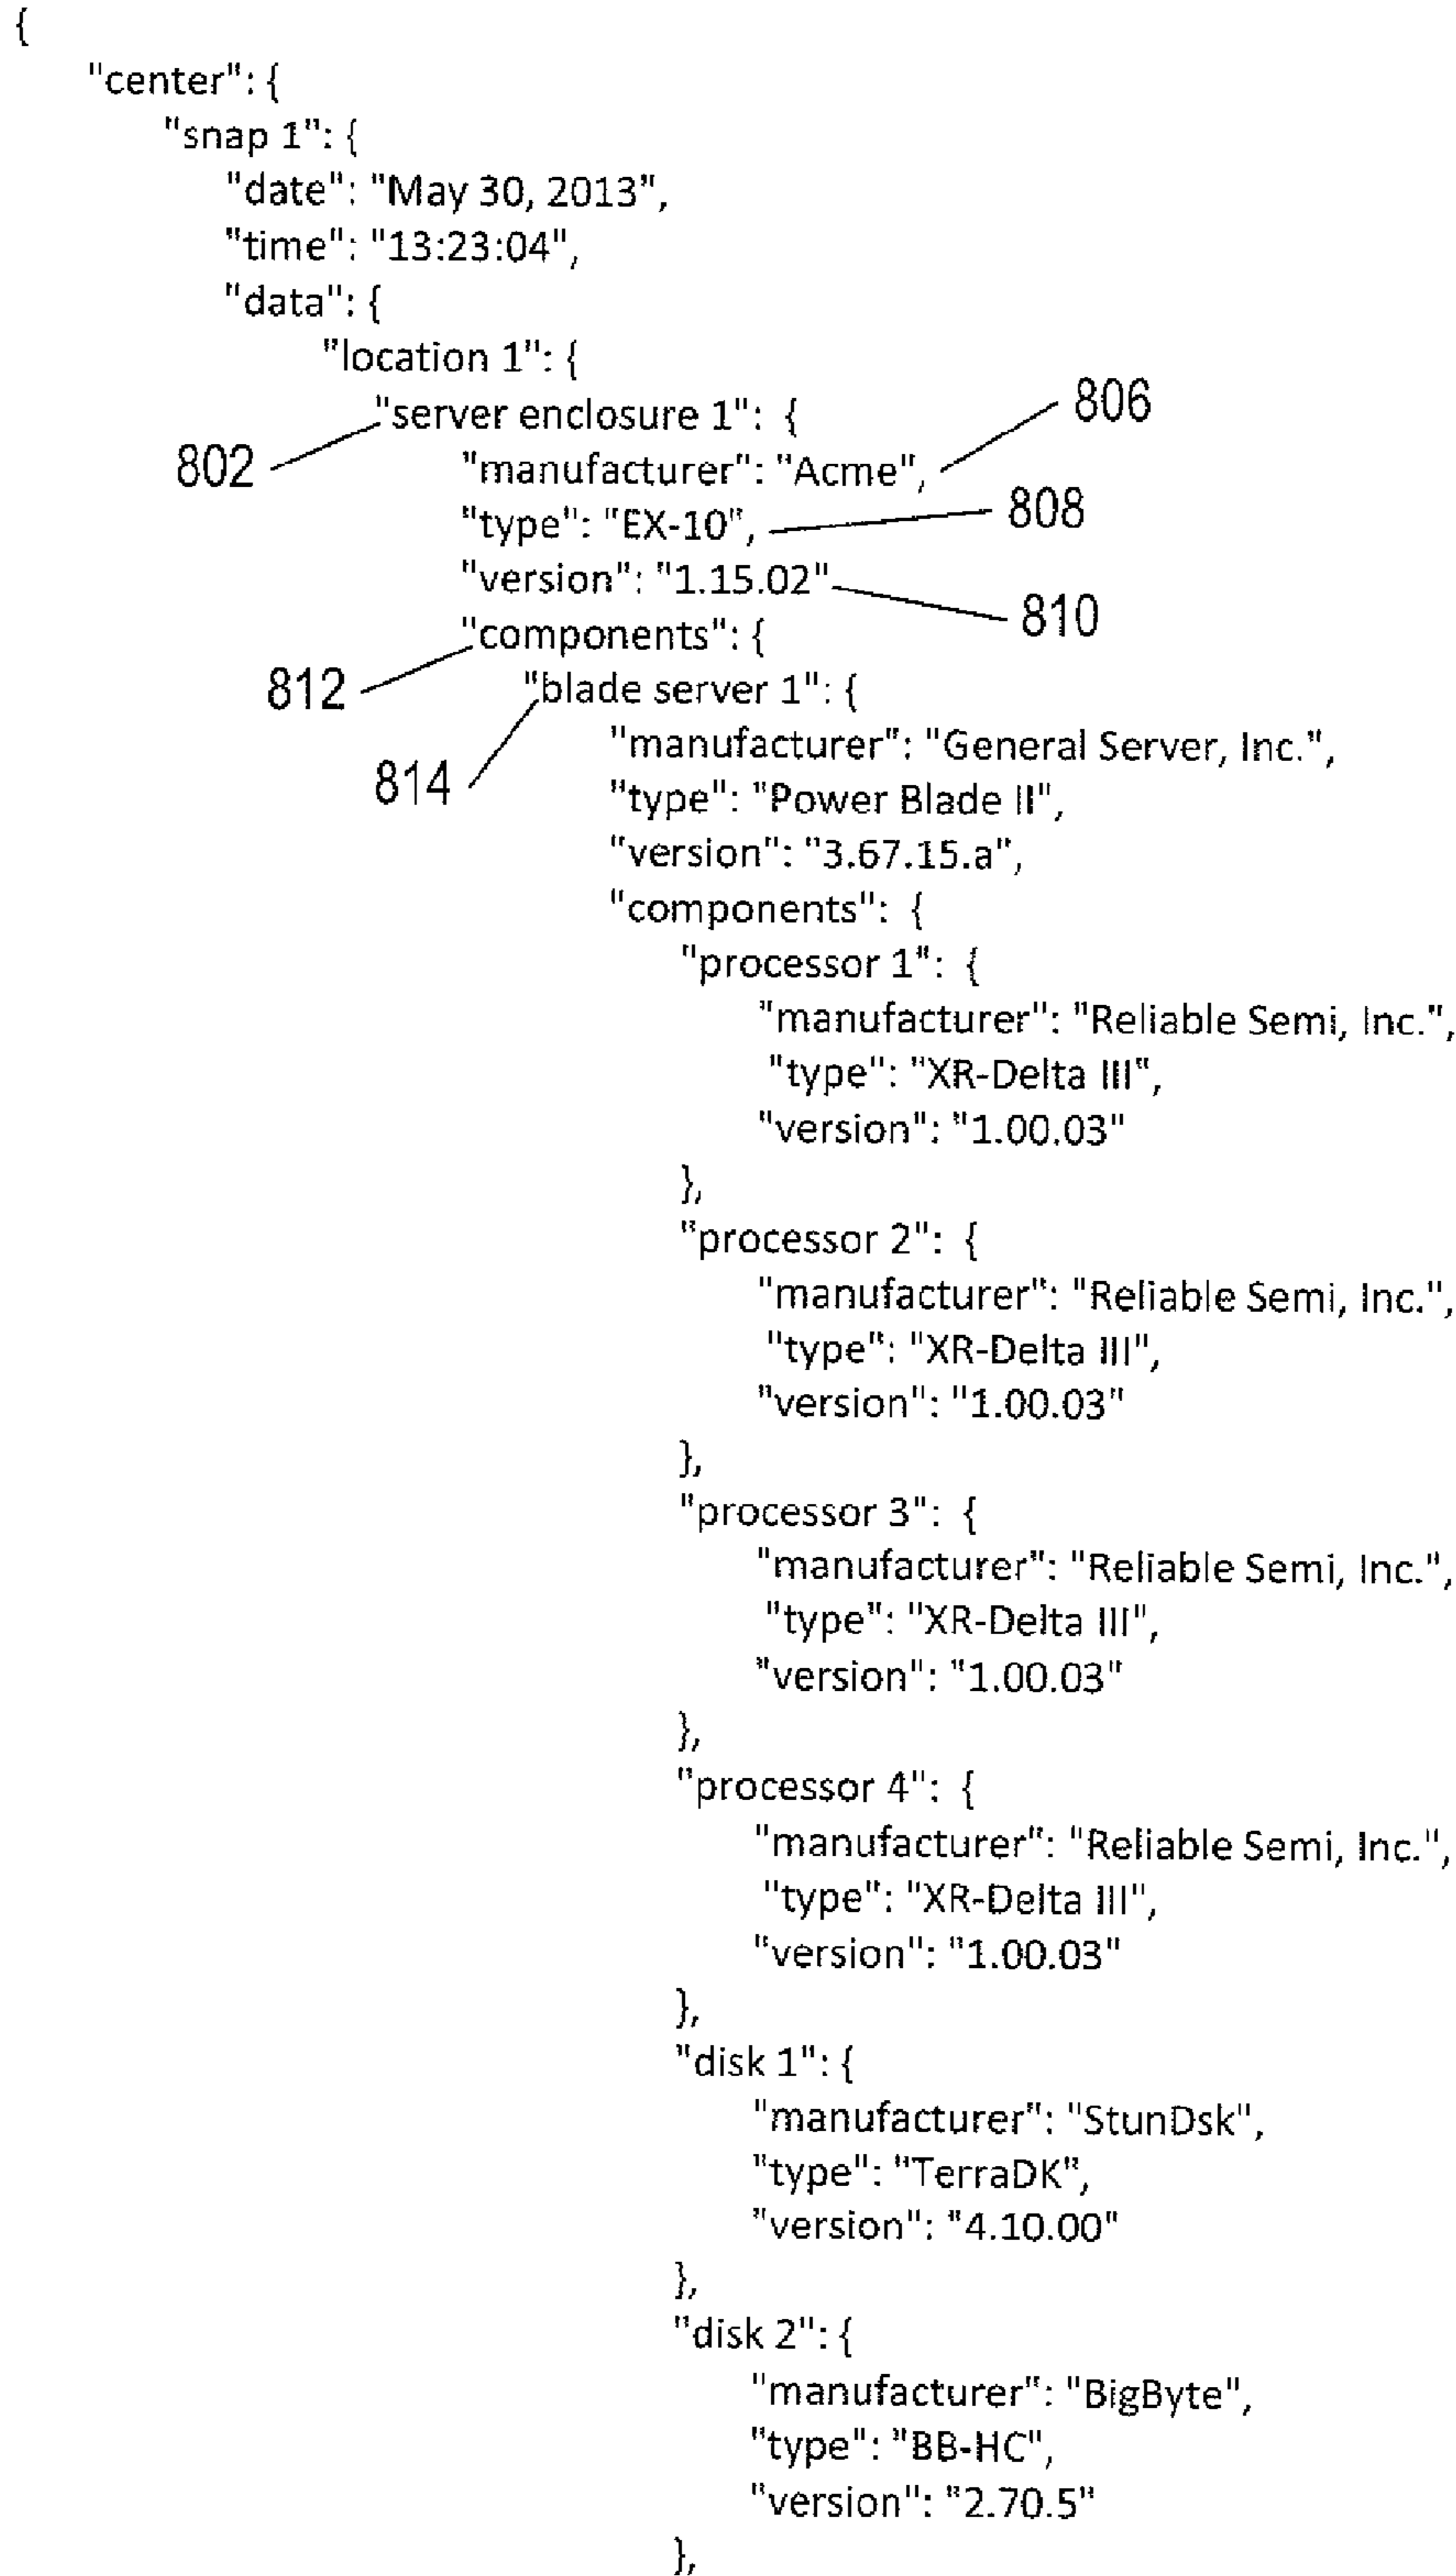 {
"center": {
"snap 1": {
"date": "May 30, 2013",
"time": "13:23:04",
"data": {
"location 1": {
"server enclosure 1": {
806
802
"manufacturer": "Acme",
"type": "EX-10",
808
"version": "1.15.02"
810
"components": {
812
"blade server 1": {
"manufacturer": "General Server, Inc.",
814
"type": "Power Blade II",
"version": "3.67.15.a",
"components": {
"processor 1": {
"manufacturer": "Reliable Semi, Inc.",
"type": "XR-Delta III",
"version": "1.00.03"
},
"processor 2": {
"manufacturer": "Reliable Semi, Inc.",
"type": "XR-Delta III",
"version": "1.00.03"
},
"processor 3": {
"manufacturer": "Reliable Semi, Inc.",
"type": "XR-Delta III",
"version": "1.00.03"
},
"processor 4": {
"manufacturer": "Reliable Semi, Inc.",
"type": "XR-Delta III",
"version": "1.00.03"
},
"disk 1": {
"manufacturer": "StunDsk",
"type": "TerraDK",
"version": "4.10.00"
},
"disk 2": {
"manufacturer": "BigByte",
"type": "BB-HC",
"version": "2.70.5"
},